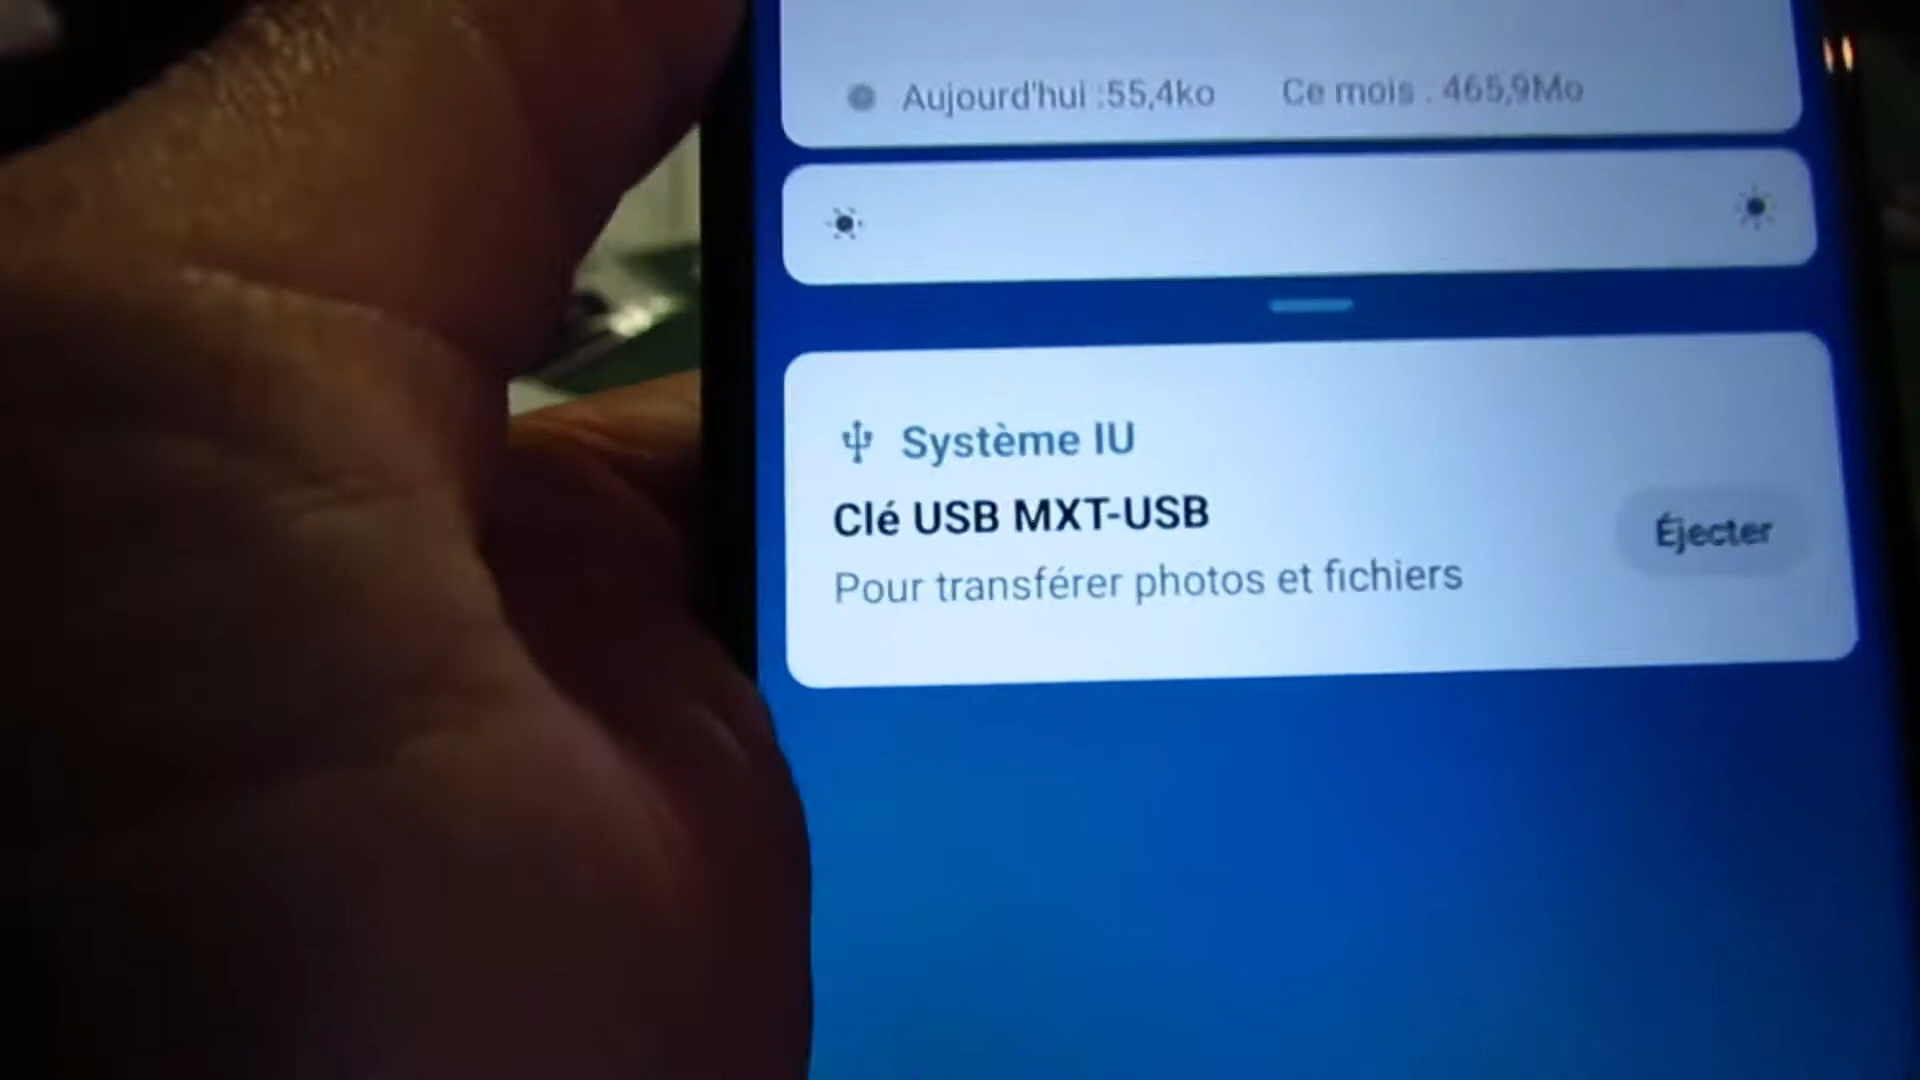 Aujourd'hui :55,4ko Ce mois : 465,9Mo
Système IU
Clé USB MXT-USB
Éjecter
Pour transférer photos et fichiers